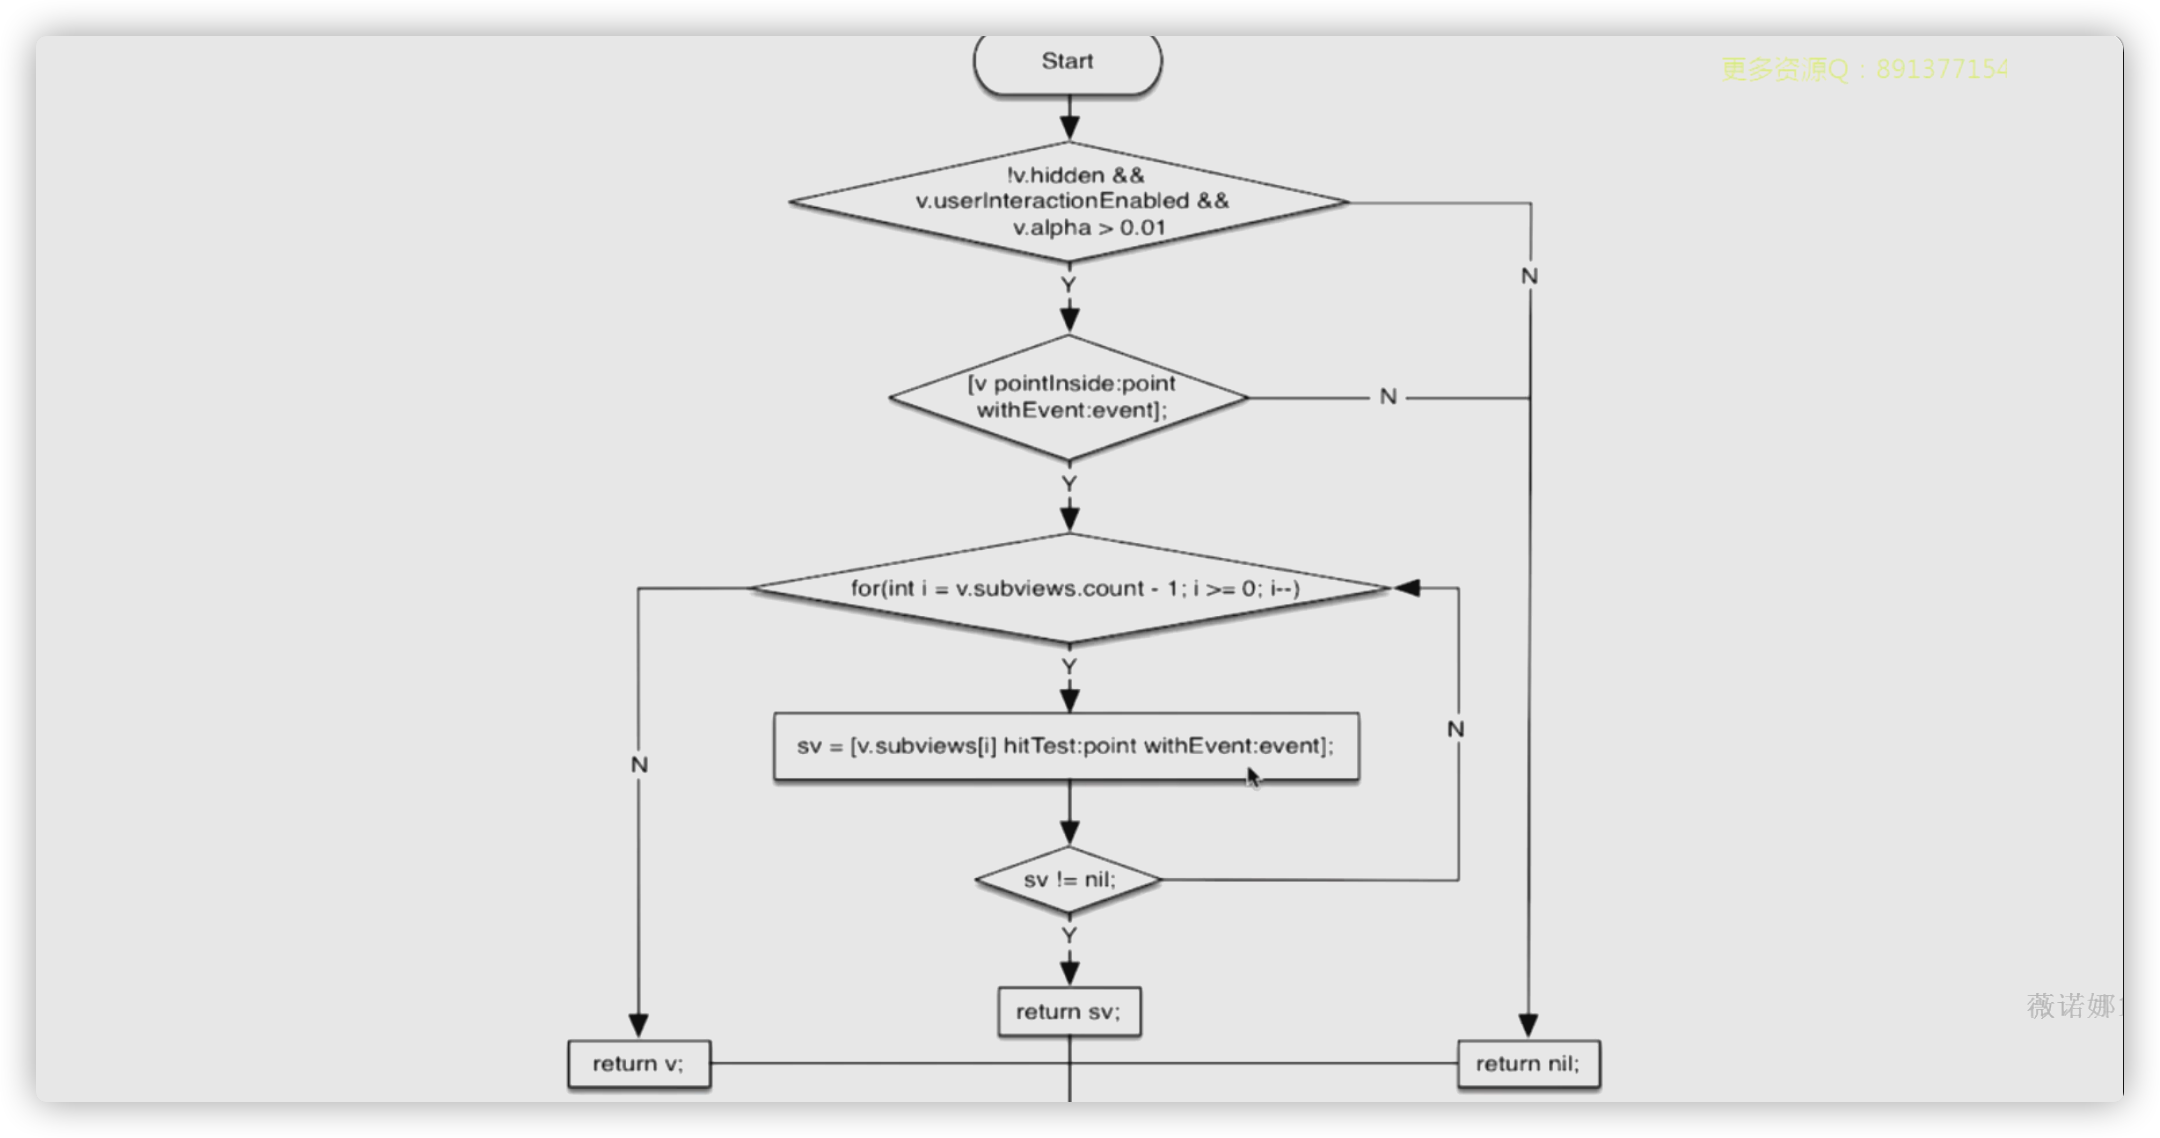 Start
更多资源Q：891377154
!v.hidden &&
v.userInteractionEnabled &&
v.alpha > 0.01
N
Y
[v pointInside:point
withEvent:event];
N
Y
for(int i = v.subviews.count - 1; i >= 0; i--)
Y
N
sv = [v.subviews[i] hitTest:point withEvent:event];
N
sv != nil;
Y
return sv;
薇诺娜
return v;
return nil;